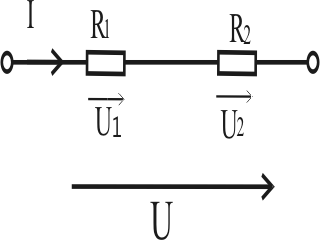 I R₁ R₂
U₁ U₂
U